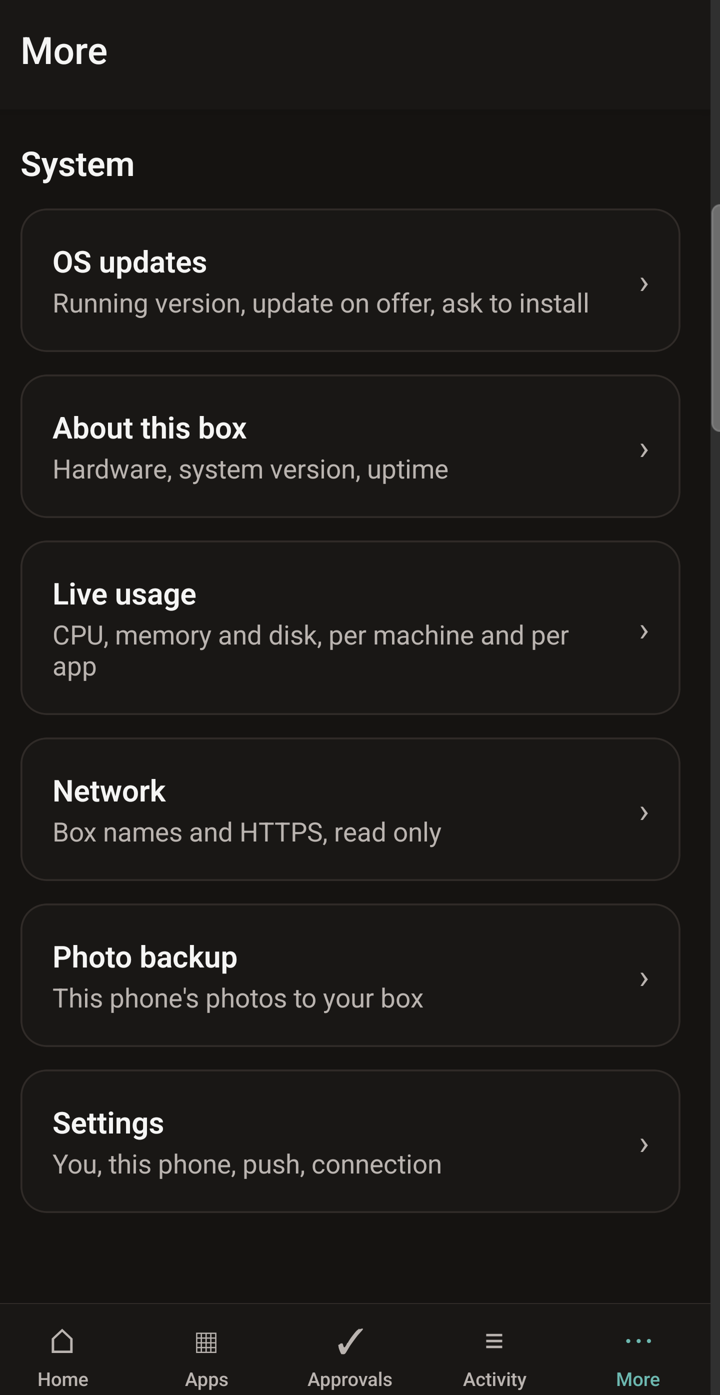 More
System
OS updates
Running version, update on offer, ask to install
About this box
Hardware, system version, uptime
Live usage
CPU, memory and disk, per machine and per
app
Network
Box names and HTTPS, read only
Photo backup
This phone's photos to your box
Settings
You, this phone, push, connection
Home
Apps
Approvals
Activity
More